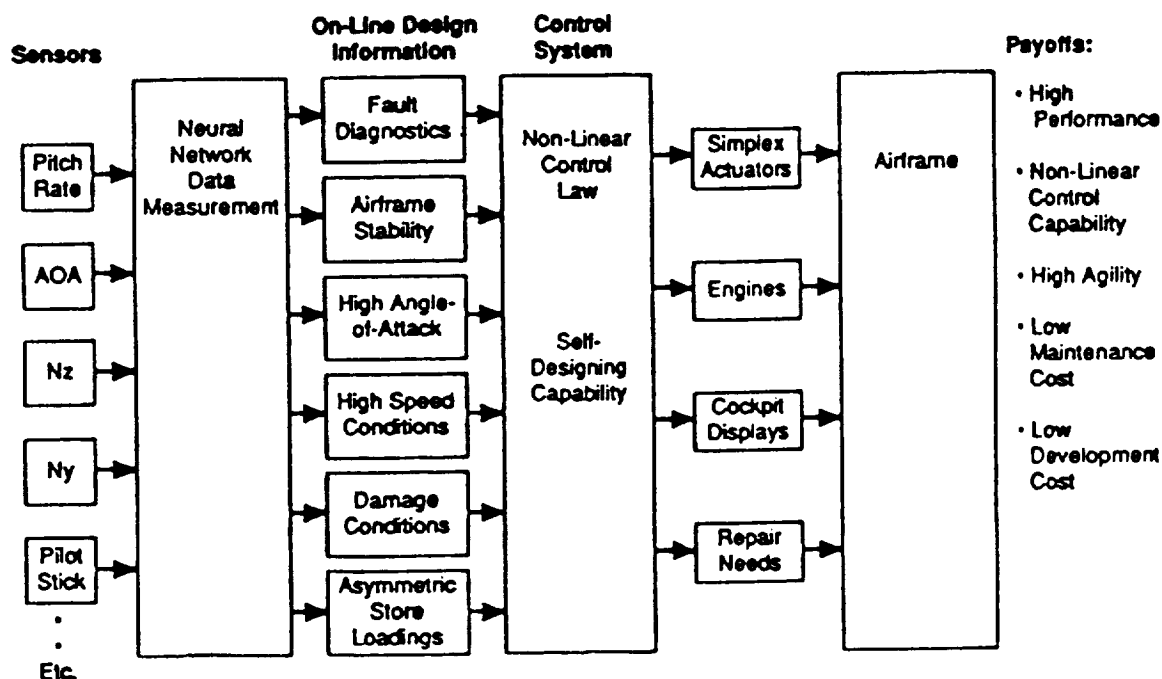 Sensors
Pitch
Rate
AOA
Nz
Ny
Pilot
Stick
.
.
Etc.
Neural
Network
Data
Measurement
On-Line Design
Information
Fault
Diagnostics
Airframe
Stability
High Angle-
of-Attack
High Speed
Conditions
Damage
Conditions
Asymmetric
Store
Loadings
Control
System
Non-Linear
Control
Law
Self-
Designing
Capability
Simplex
Actuators
Engines
Cockpit
Displays
Repair
Needs
Airframe
Payoffs:
• High
Performance
• Non-Linear
Control
Capability
• High Agility
• Low
Maintenance
Cost
• Low
Development
Cost